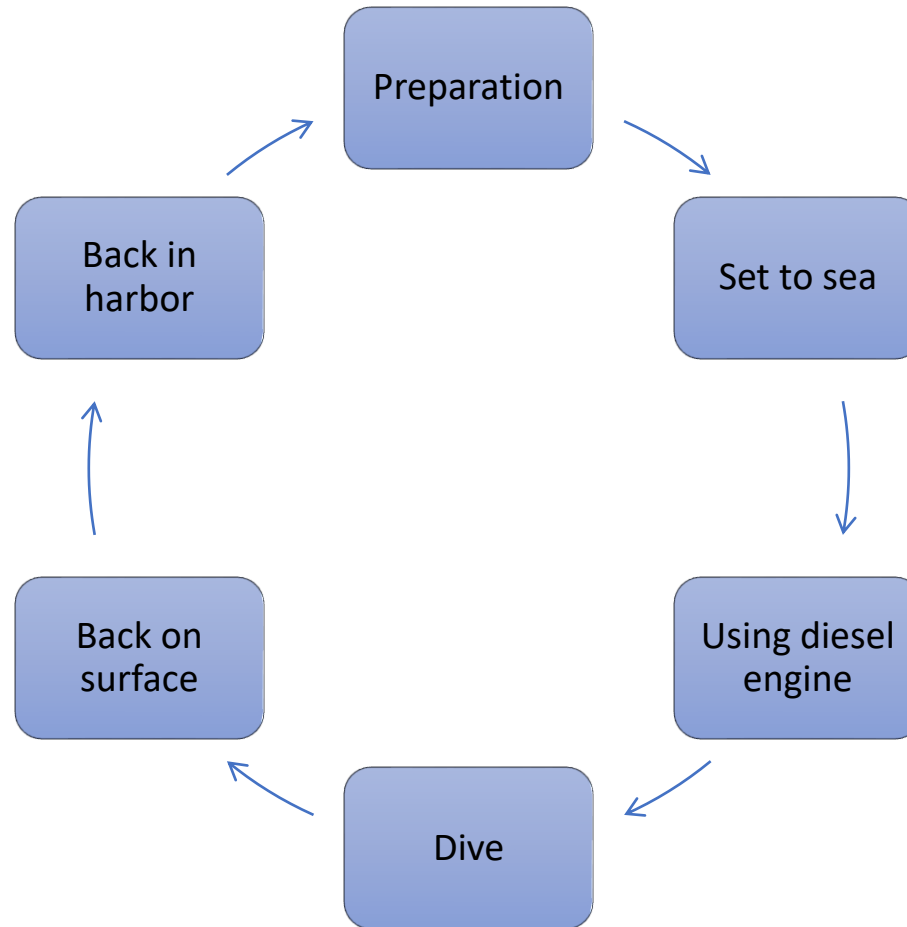 Preparation
Set to sea
Using diesel
engine
Dive
Back on
surface
Back in
harbor